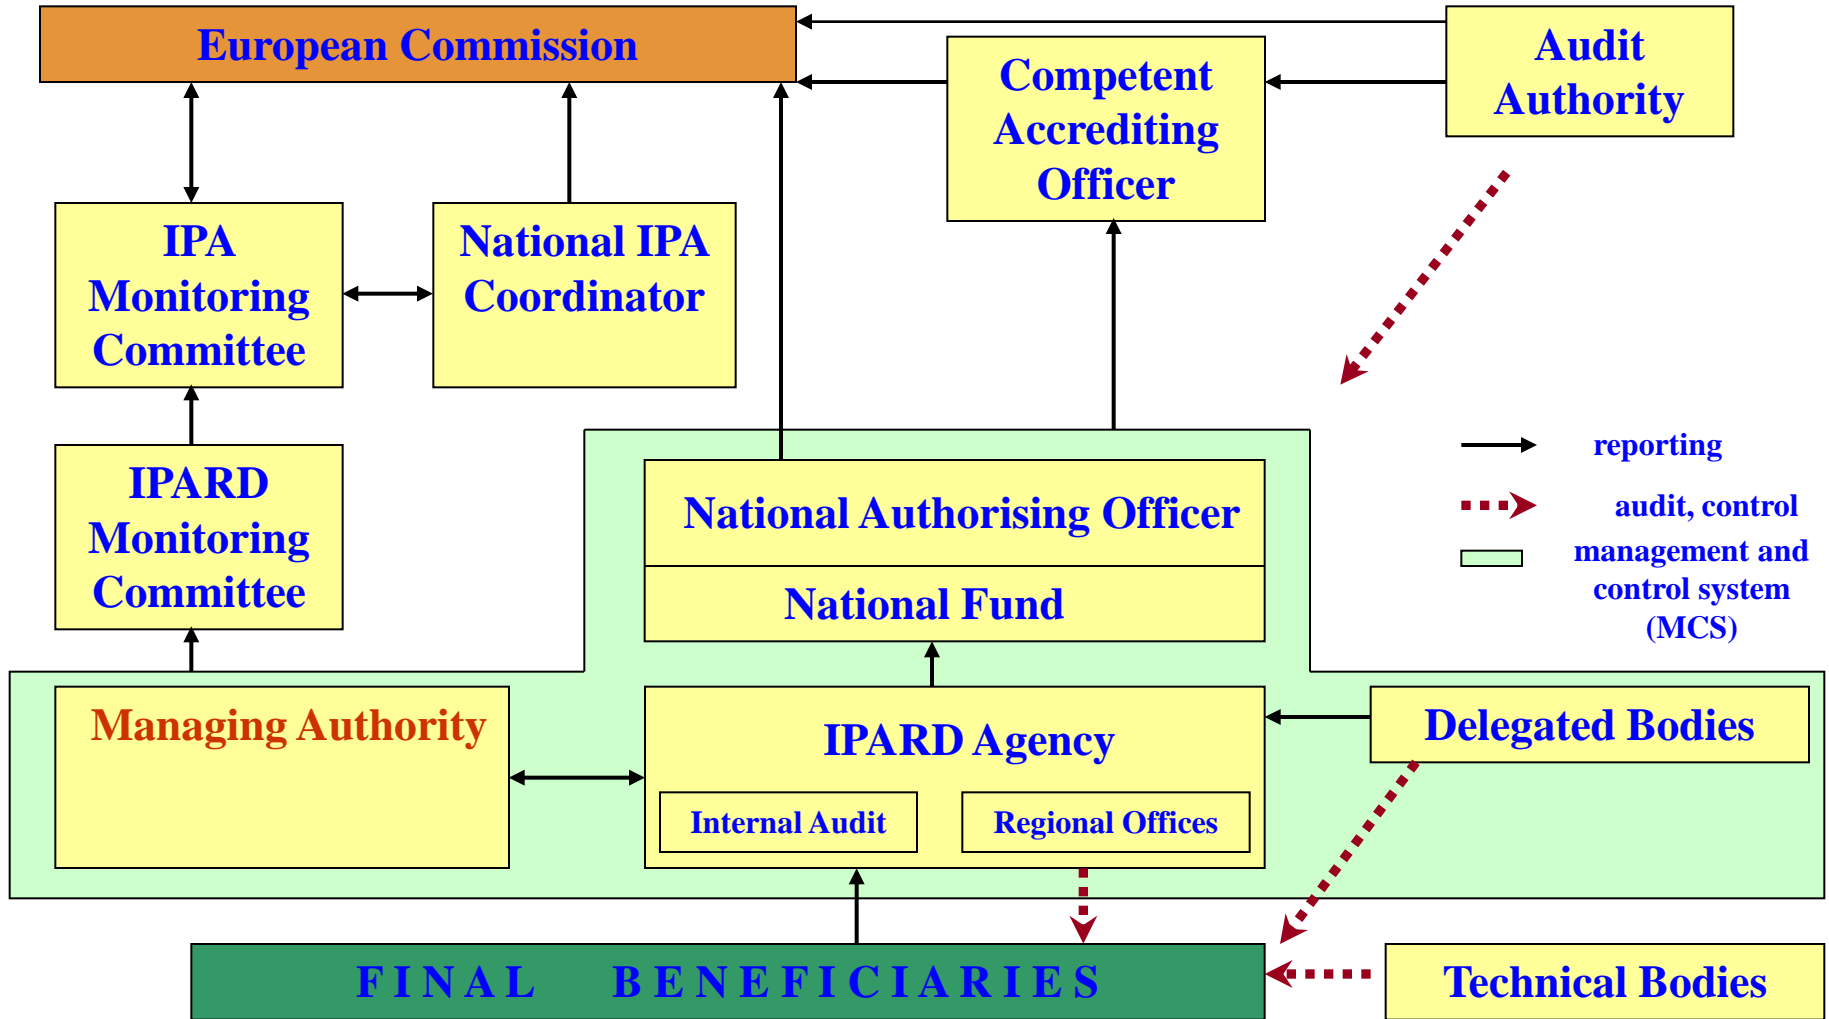 European Commission
Audit
Authority
Competent
Accrediting
Officer
IPA
Monitoring
Committee
National IPA
Coordinator
reporting
IPARD
Monitoring
Committee
National Authorising Officer
audit, control
management and
control system
(MCS)
National Fund
Managing Authority
IPARD Agency
Delegated Bodies
Internal Audit
Regional Offices
FINAL BENEFICIARIES
Technical Bodies